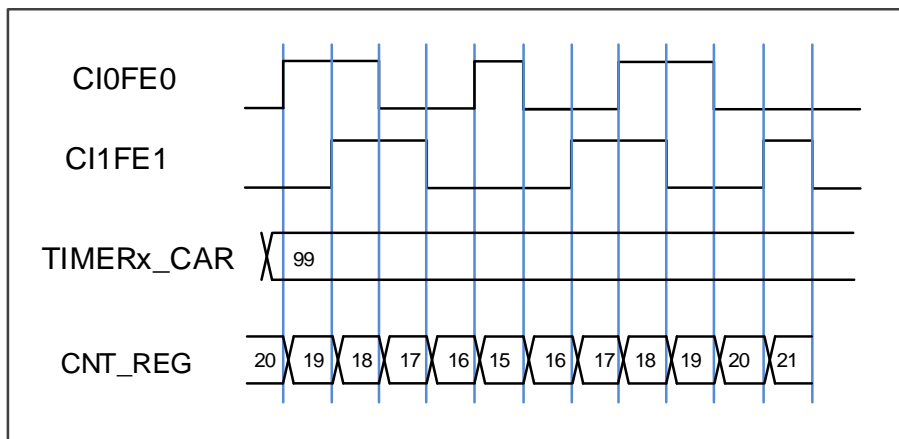 CI0FE0
CI1FE1
TIMERx_CAR 99
CNT_REG 20 19 18 17 16 15 16 17 18 19 20 21